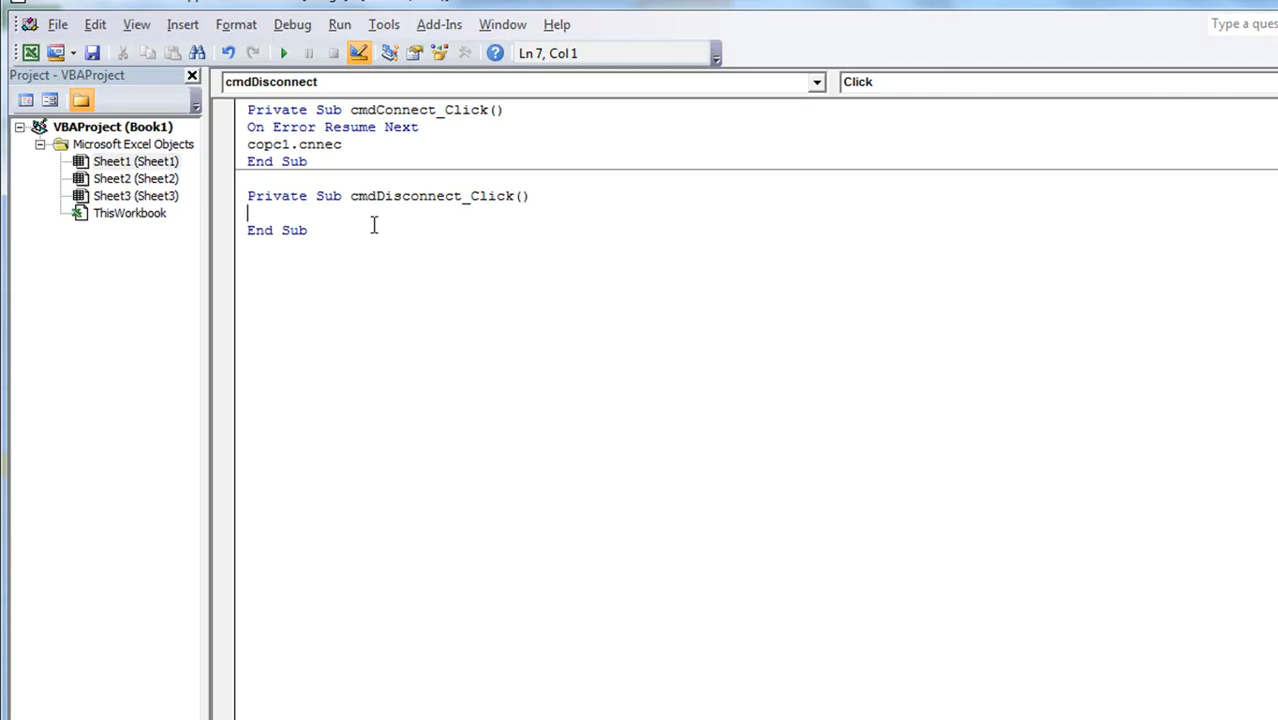 File Edit View Insert Format Debug Run Tools Add-Ins Window Help
Type a ques
Ln 7, Col 1
Project - VBAProject
VBAProject (Book1)
Microsoft Excel Objects
Sheet1 (Sheet1)
Sheet2 (Sheet2)
Sheet3 (Sheet3)
ThisWorkbook
cmdDisconnect
Click
Private Sub cmdConnect_Click()
On Error Resume Next
copc1.cnnec
End Sub
Private Sub cmdDisconnect_Click()
End Sub